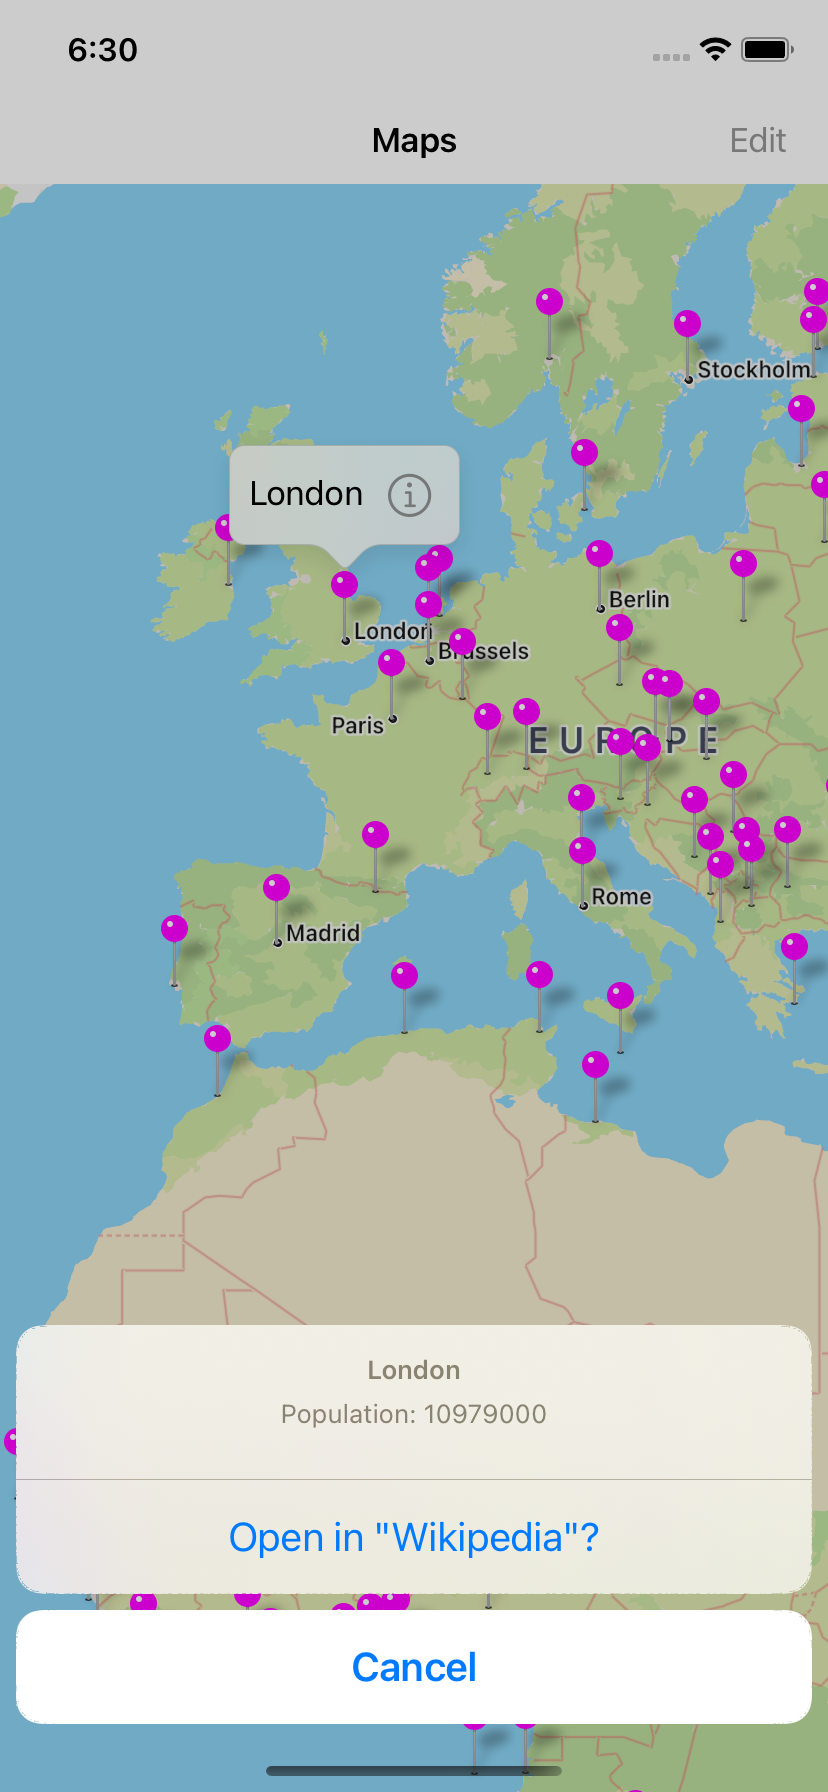 6:30
Maps
Edit
Stockholm
London
Berlin
London
Brussels
Paris
EUROPE
Rome
Madrid
London
Population: 10979000
Open in "Wikipedia"?
Cancel